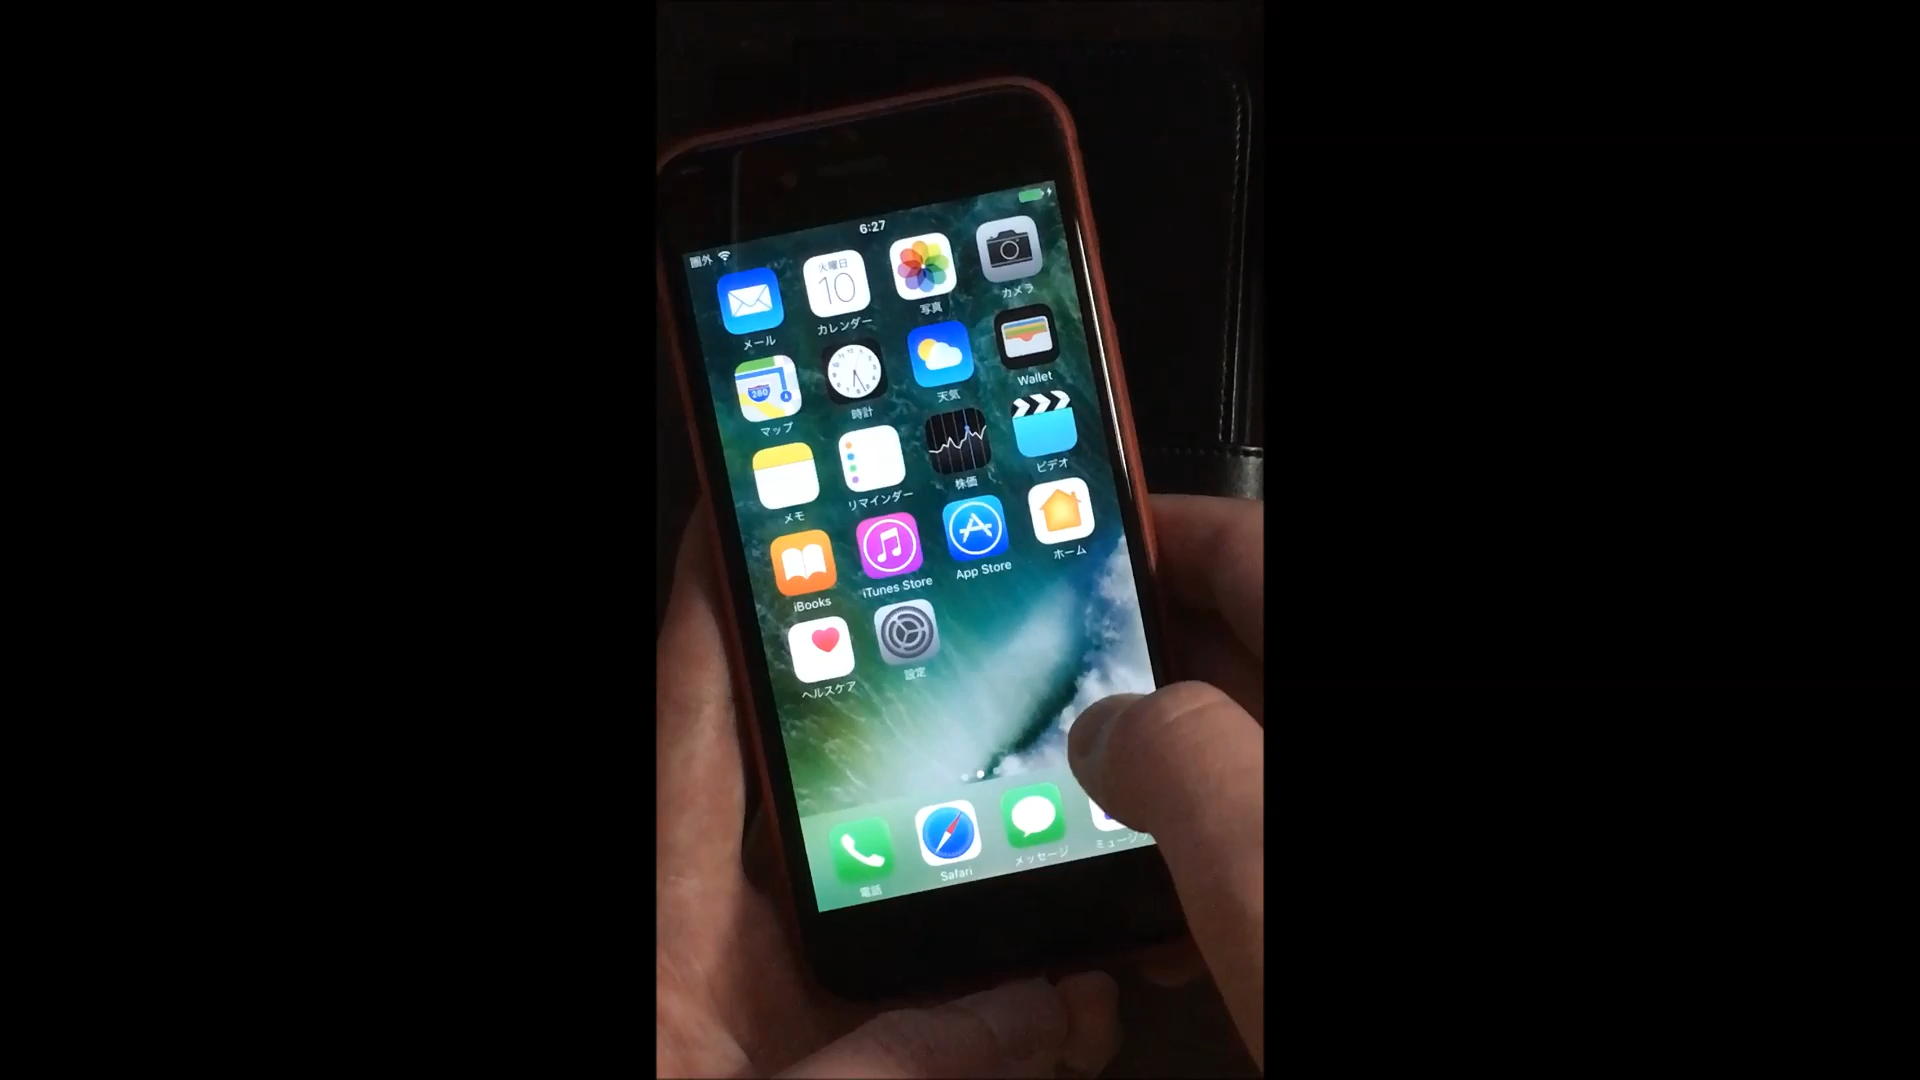 圏外
6:27
火曜日
10
メール
カレンダー
写真
カメラ
280
マップ
時計
天気
Wallet
メモ
リマインダー
株価
ビデオ
iBooks
iTunes Store
App Store
ホーム
ヘルスケア
設定
電話
Safari
メッセージ